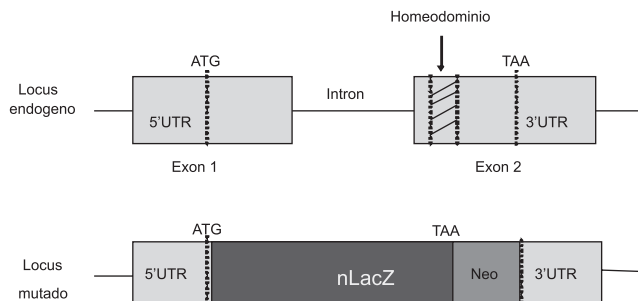 Homeodominio
ATG
TAA
Locus
endogeno
5'UTR
Intron
3'UTR
Exon 1
Exon 2
ATG
TAA
Locus
mutado
5'UTR
nLacZ
Neo
3'UTR